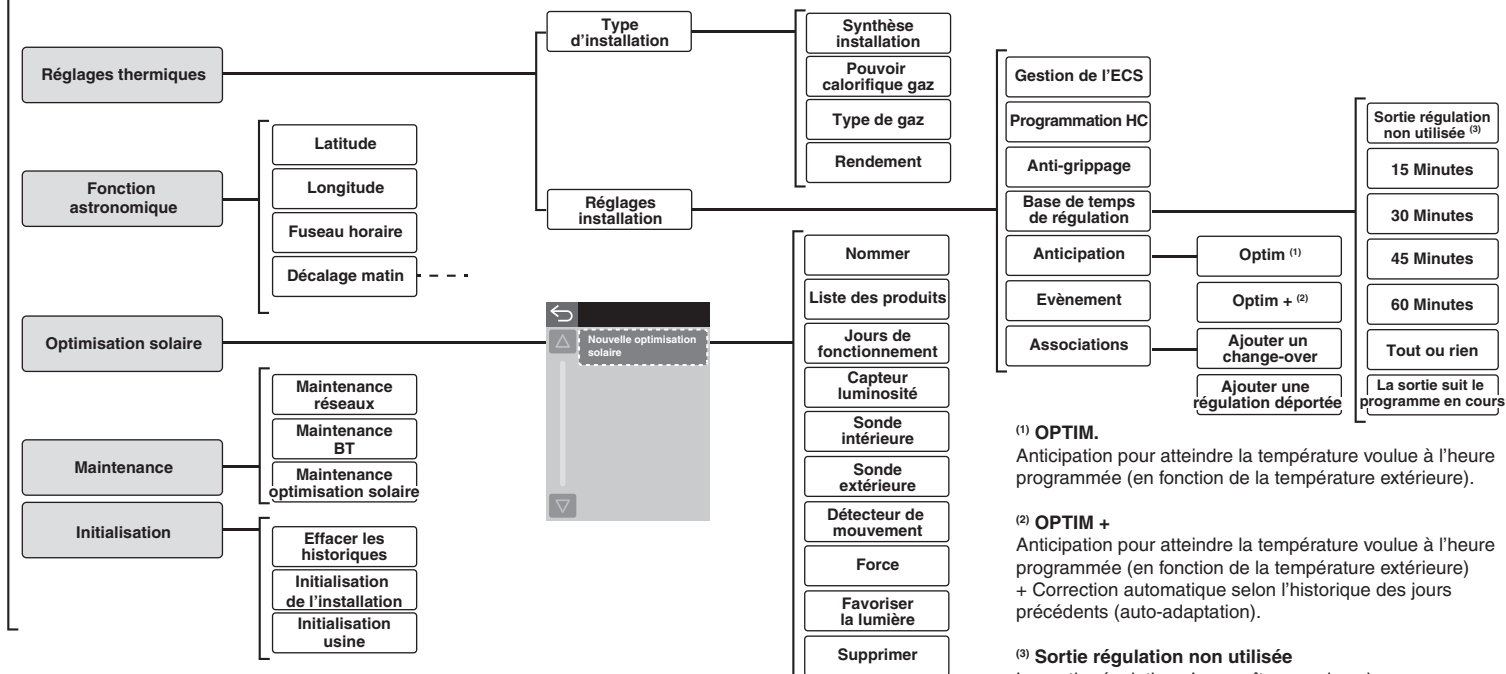 Réglages thermiques
Fonction
astronomique
Optimisation solaire
Maintenance
Initialisation
Latitude
Longitude
Fuseau horaire
Décalage matin
Maintenance
réseaux
Maintenance
BT
Maintenance
optimisation solaire
Effacer les
historiques
Initialisation
de l'installation
Initialisation
usine
Type
d'installation
Réglages
installation
Nouvelle optimisation
solaire
Synthèse
installation
Pouvoir
calorifique gaz
Type de gaz
Rendement
Nommer
Liste des produits
Jours de
fonctionnement
Capteur
luminosité
Sonde
intérieure
Sonde
extérieure
Détecteur de
mouvement
Force
Favoriser
la lumière
Supprimer
Gestion de l'ECS
Programmation HC
Anti-grippage
Base de temps
de régulation
Anticipation
Evènement
Associations
Optim (1)
Optim + (2)
Ajouter un
change-over
Ajouter une
régulation déportée
Sortie régulation
non utilisée (3)
15 Minutes
30 Minutes
45 Minutes
60 Minutes
Tout ou rien
La sortie suit le
programme en cours
(1) OPTIM.
Anticipation pour atteindre la température voulue à l'heure
programmée (en fonction de la température extérieure).
(2) OPTIM +
Anticipation pour atteindre la température voulue à l'heure
programmée (en fonction de la température extérieure)
+ Correction automatique selon l'historique des jours
précédents (auto-adaptation).
(3) Sortie régulation non utilisée